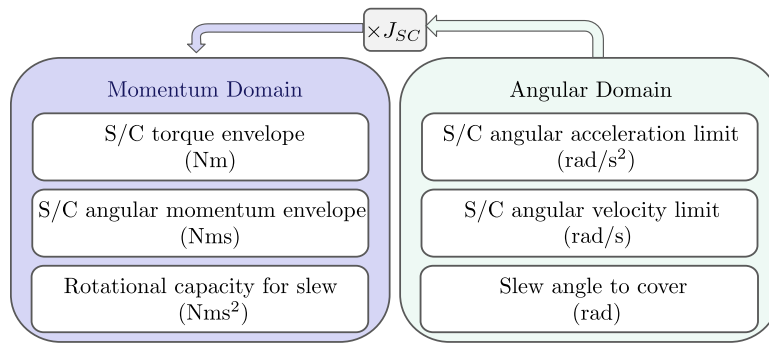 ×J_SC
Momentum Domain
S/C torque envelope
(Nm)
S/C angular momentum envelope
(Nms)
Rotational capacity for slew
(Nms²)
Angular Domain
S/C angular acceleration limit
(rad/s²)
S/C angular velocity limit
(rad/s)
Slew angle to cover
(rad)